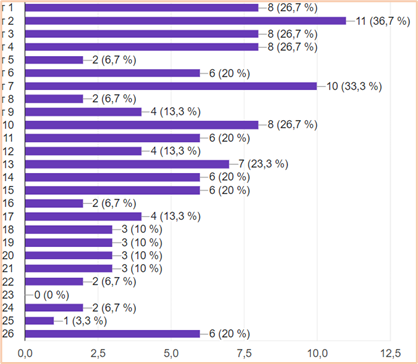 r 1 8 (26,7 %)
r 2 11 (36,7 %)
r 3 8 (26,7 %)
r 4 8 (26,7 %)
r 5 2 (6,7 %)
r 6 6 (20 %)
r 7 10 (33,3 %)
r 8 2 (6,7 %)
r 9 4 (13,3 %)
10 8 (26,7 %)
11 6 (20 %)
12 4 (13,3 %)
13 7 (23,3 %)
14 6 (20 %)
15 6 (20 %)
16 2 (6,7 %)
17 4 (13,3 %)
18 3 (10 %)
19 3 (10 %)
20 3 (10 %)
21 3 (10 %)
22 2 (6,7 %)
23 0 (0 %)
24 2 (6,7 %)
25 1 (3,3 %)
26 6 (20 %)
0,0 2,5 5,0 7,5 10,0 12,5